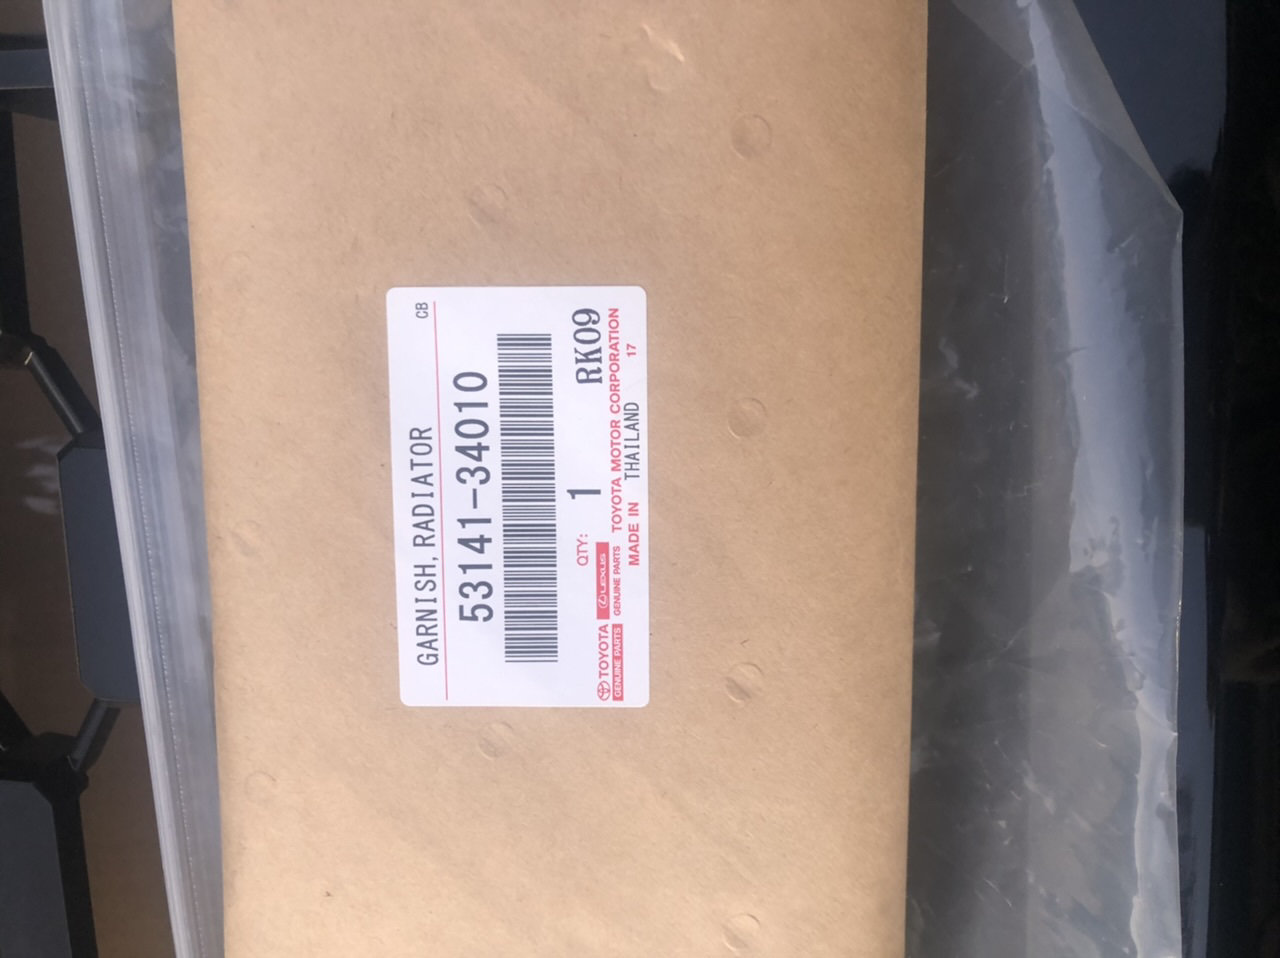 GARNISH, RADIATOR CB
53141-34010
QTY: 1 RK09
TOYOTA LEXUS
GENUINE PARTS GENUINE PARTS TOYOTA MOTOR CORPORATION
MADE IN THAILAND 17